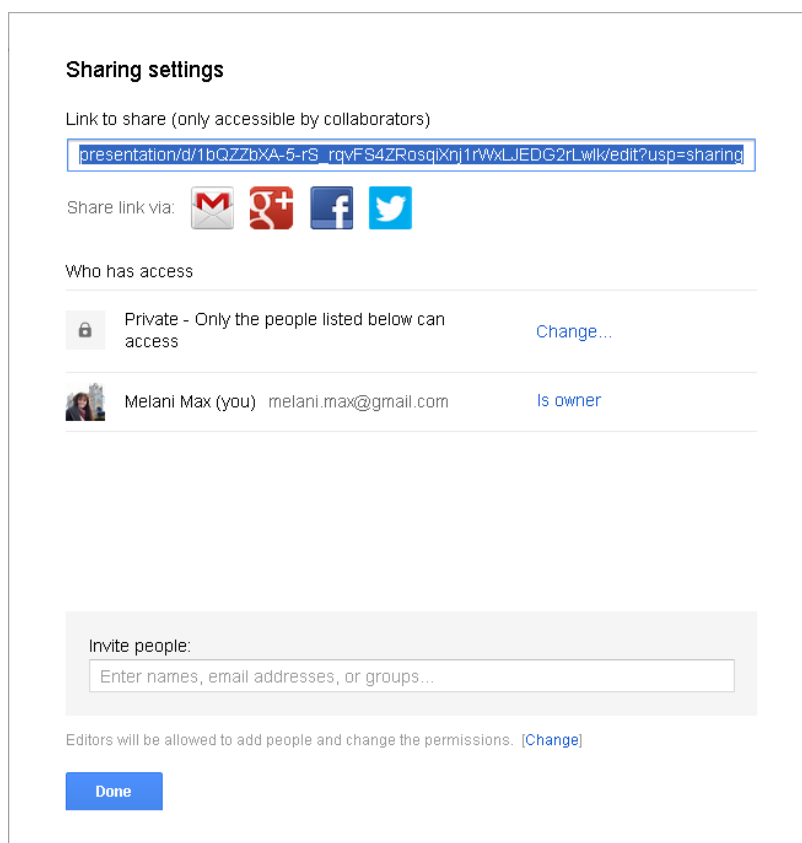 Sharing settings
Link to share (only accessible by collaborators)
presentation/d/1bQZZbXA-5-rS_rqvFS4ZRosqiXnj1rWxLJEDG2rLwlk/edit?usp=sharing
Share link via:
g+
f
Who has access
Private - Only the people listed below can
access
Change...
Melani Max (you) melani.max@gmail.com
Is owner
Invite people:
Enter names, email addresses, or groups...
Editors will be allowed to add people and change the permissions. [Change]
Done